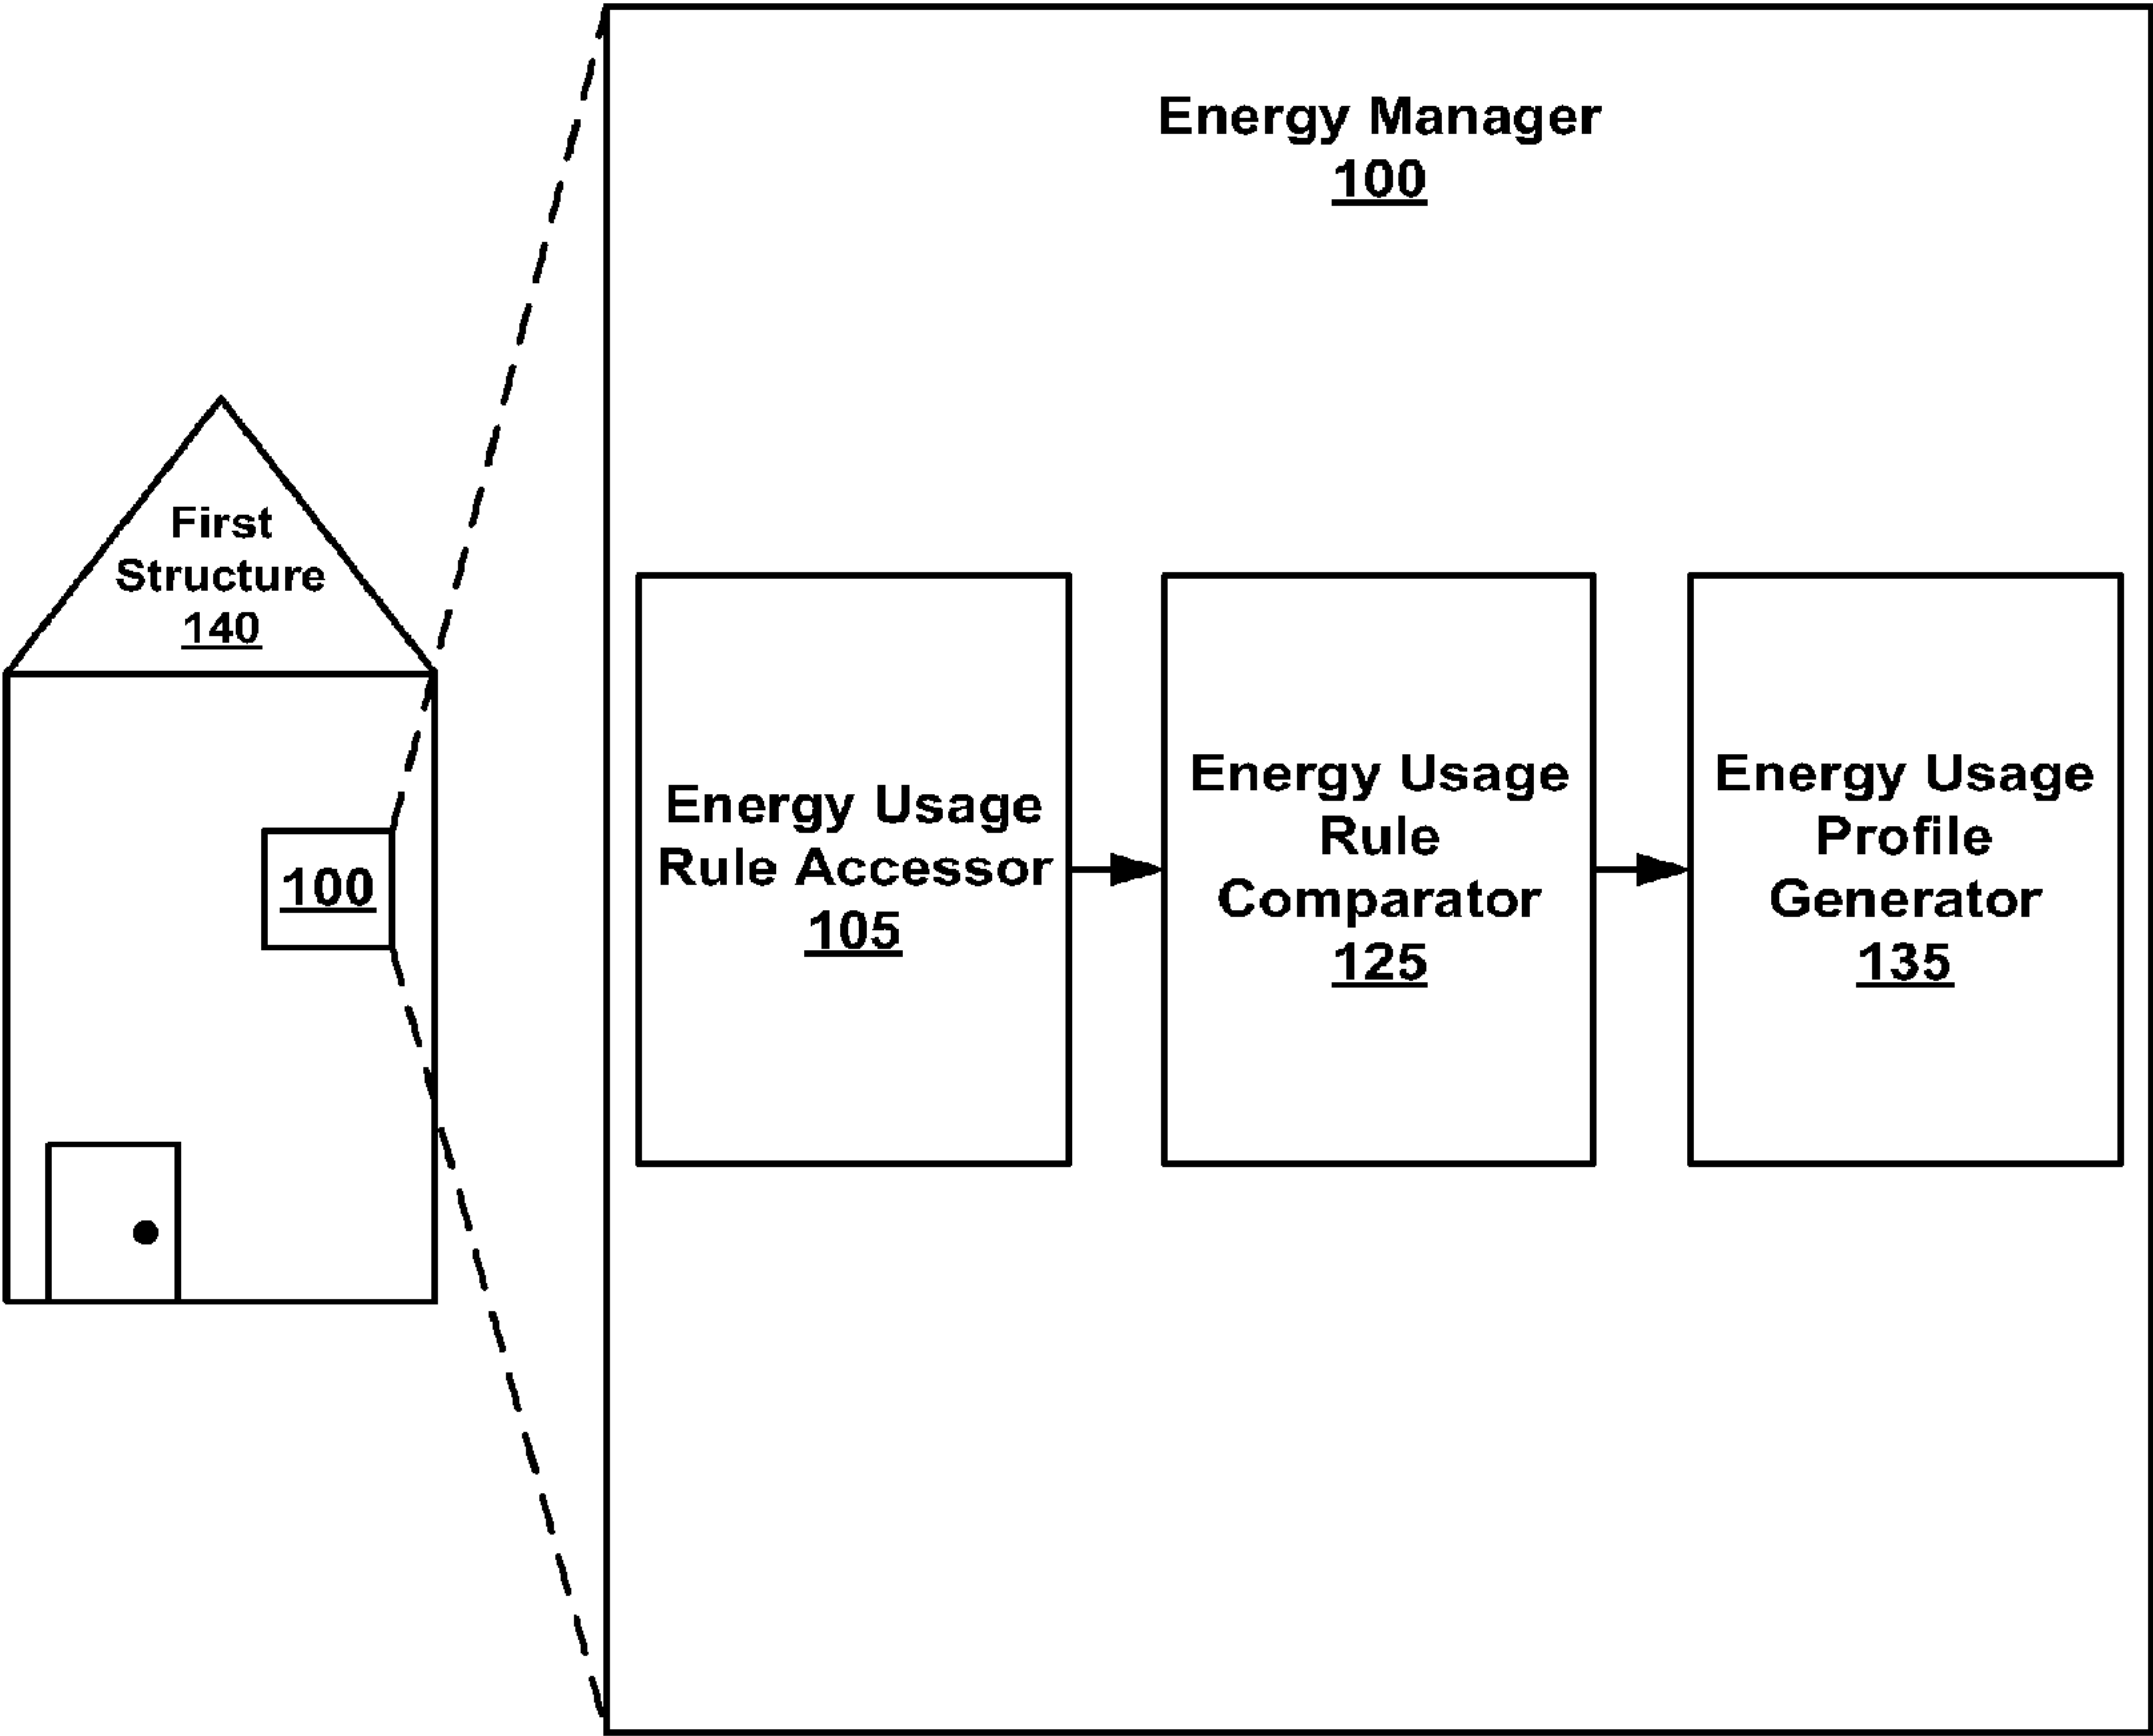 Energy Manager
100
First
Structure
140
100
Energy Usage
Rule Accessor
105
Energy Usage
Rule
Comparator
125
Energy Usage
Profile
Generator
135